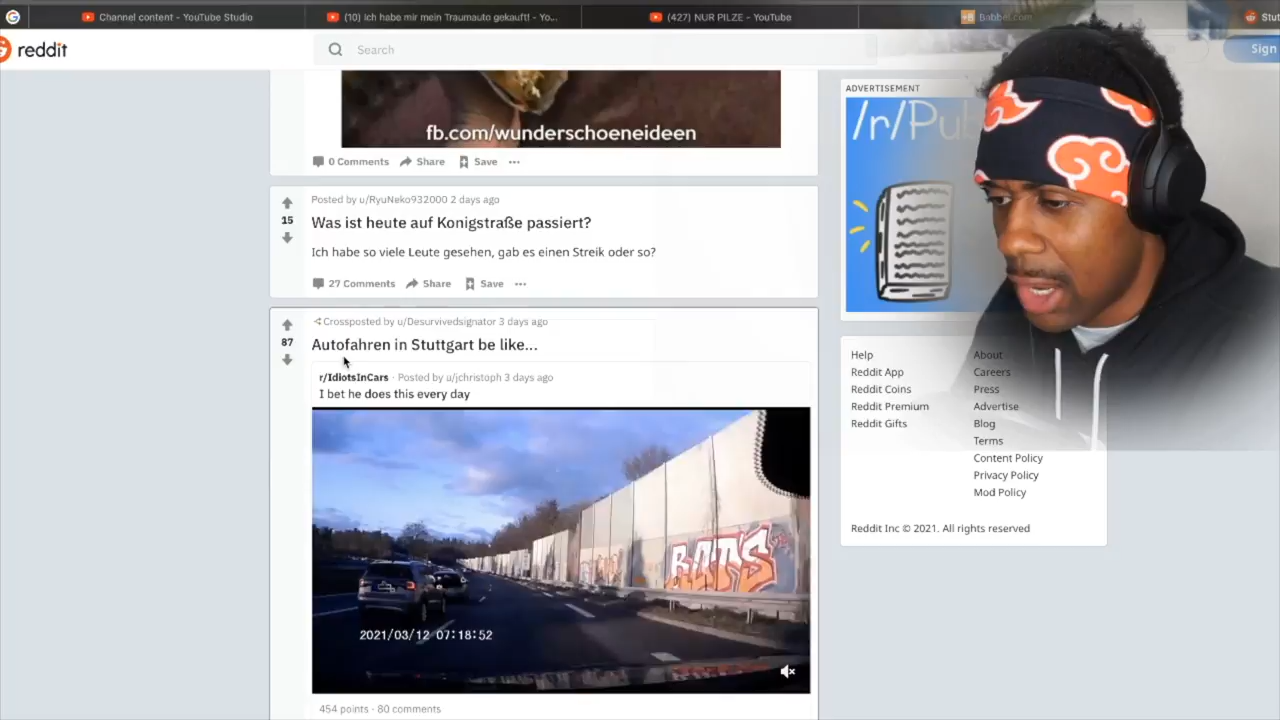 Channel content - YouTube Studio
(10) Ich habe mir mein Traumauto gekauft! - Yo...
(427) NUR PILZE - YouTube
+B Babbel.com
Stut
reddit
Search
Sign
fb.com/wunderschoeneideen
0 Comments Share Save ...
Posted by u/RyuNeko932000 2 days ago
15
Was ist heute auf Konigstraße passiert?
Ich habe so viele Leute gesehen, gab es einen Streik oder so?
27 Comments Share Save ...
Crossposted by u/Desurvivedsignator 3 days ago
87
Autofahren in Stuttgart be like...
r/IdiotsInCars · Posted by u/jchristoph 3 days ago
I bet he does this every day
2021/03/12 07:18:52
454 points · 80 comments
ADVERTISEMENT
/r/Pub
Help
Reddit App
Reddit Coins
Reddit Premium
Reddit Gifts
About
Careers
Press
Advertise
Blog
Terms
Content Policy
Privacy Policy
Mod Policy
Reddit Inc © 2021. All rights reserved